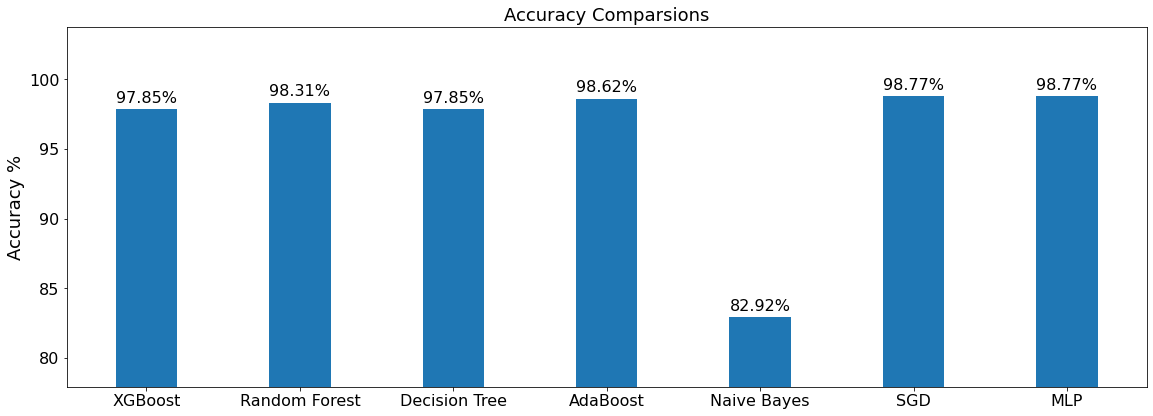 Accuracy Comparsions
Accuracy %
100
95
90
85
80
97.85%
98.31%
97.85%
98.62%
82.92%
98.77%
98.77%
XGBoost
Random Forest
Decision Tree
AdaBoost
Naive Bayes
SGD
MLP